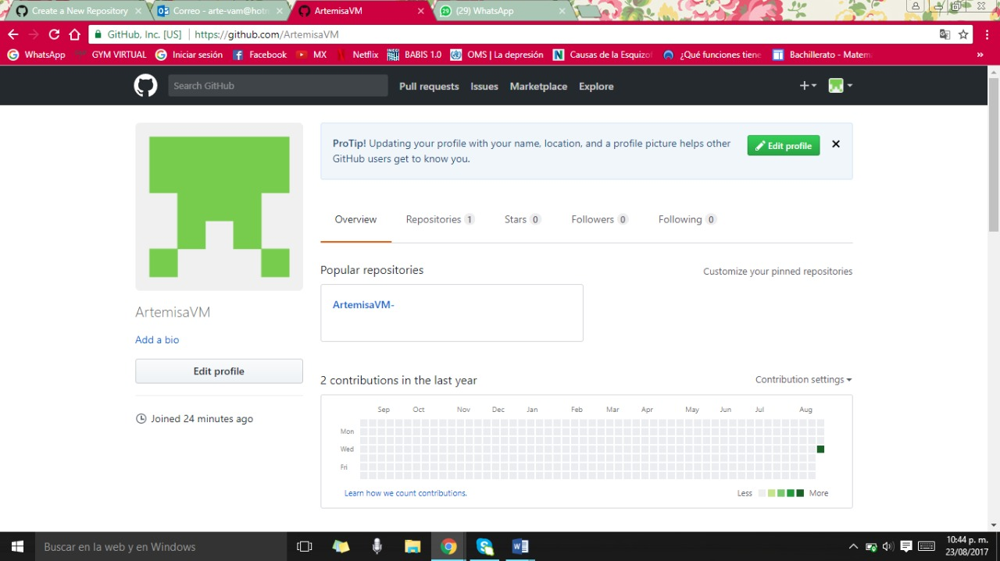 Create a New Repository
Correo - arte-vam@hotm
ArtemisaVM
(29) WhatsApp
GitHub, Inc. [US]
https://github.com/ArtemisaVM
WhatsApp
GYM VIRTUAL
Iniciar sesión
Facebook
MX
Netflix
BABIS 1.0
OMS | La depresión
Causas de la Esquizo
¿Qué funciones tiene
Bachillerato - Matem
»
Search GitHub
Pull requests
Issues
Marketplace
Explore
ProTip! Updating your profile with your name, location, and a profile picture helps other
GitHub users get to know you.
Edit profile
Overview
Repositories 1
Stars 0
Followers 0
Following 0
Popular repositories
Customize your pinned repositories
ArtemisaVM-
ArtemisaVM
Add a bio
Edit profile
Joined 24 minutes ago
2 contributions in the last year
Contribution settings
Sep Oct Nov Dec Jan Feb Mar Apr May Jun Jul Aug
Mon
Wed
Fri
Learn how we count contributions.
Less
More
Buscar en la web y en Windows
10:44 p. m.
23/08/2017